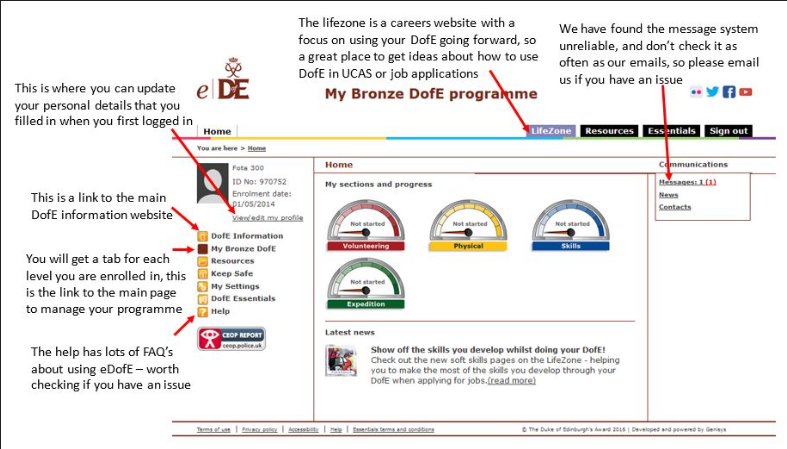 The lifezone is a careers website with a
focus on using your DofE going forward, so
a great place to get ideas about how to use
DofE in UCAS or job applications
We have found the message system
unreliable, and don't check it as
often as our emails, so please email
us if you have an issue
This is where you can update
your personal details that you
filled in when you first logged in
eDofE
My Bronze DofE programme
Home
LifeZone
Resources
Essentials
Sign out
You are here > Home
Fota 300
ID No: 970752
Enrolment date:
01/05/2014
View/edit my profile
This is a link to the main
DofE information website
DofE Information
My Bronze DofE
Resources
Keep Safe
My Settings
DofE Essentials
Help
You will get a tab for each
level you are enrolled in, this
is the link to the main page
to manage your programme
CEOP REPORT
ceop.police.uk
The help has lots of FAQ's
about using eDofE – worth
checking if you have an issue
Home
My sections and progress
Not started
Volunteering
Not started
Physical
Not started
Skills
Not started
Expedition
Latest news
Show off the skills you develop whilst doing your DofE!
Check out the new soft skills pages on the LifeZone - helping
you to make the most of the skills you develop through your
DofE when applying for jobs.(read more)
Communications
Messages: 1 (1)
News
Contacts
Terms of use | Privacy policy | Accessibility | Help | Essentials terms and conditions
© The Duke of Edinburgh's Award 2016 | Developed and powered by Genisys